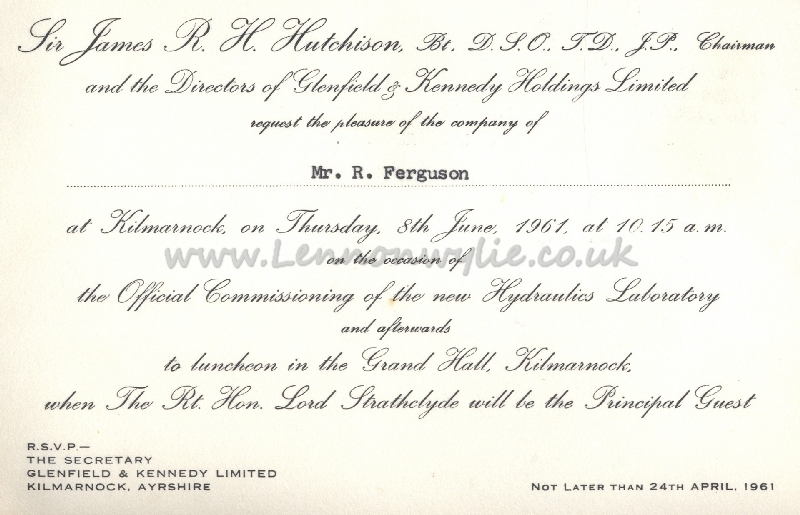 Sir James R. H. Hutchison, Bt., D.S.O., T.D., J.P., Chairman
and the Directors of Glenfield & Kennedy Holdings Limited
request the pleasure of the company of
Mr. R. Ferguson
at Kilmarnock, on Thursday, 8th June, 1961, at 10.15 a.m.
www.Lennonwylie.co.uk
on the occasion of
the Official Commissioning of the new Hydraulics Laboratory
and afterwards
to luncheon in the Grand Hall, Kilmarnock,
when The Rt. Hon. Lord Strathclyde will be the Principal Guest
R.S.V.P.—
THE SECRETARY
GLENFIELD & KENNEDY LIMITED
KILMARNOCK, AYRSHIRE
NOT LATER THAN 24TH APRIL, 1961